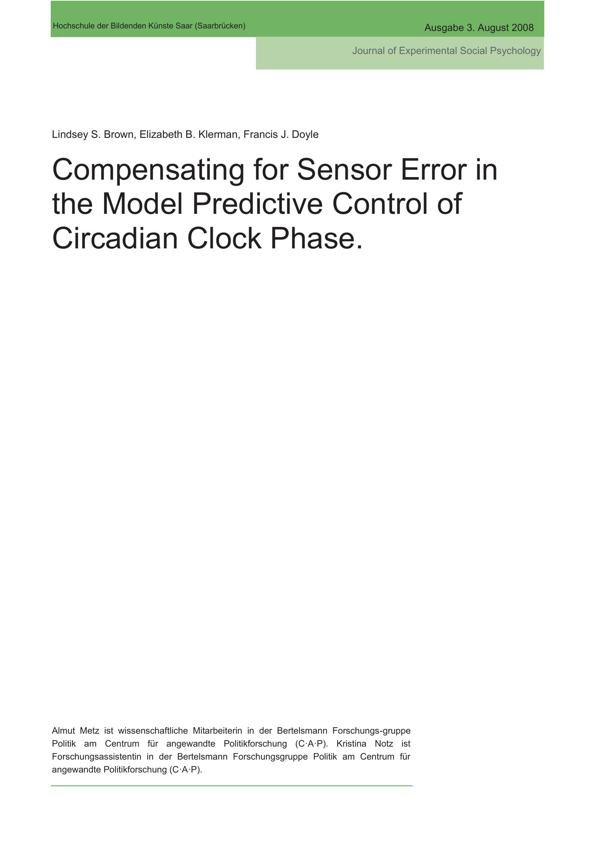 Hochschule der Bildenden Künste Saar (Saarbrücken)
Ausgabe 3. August 2008
Journal of Experimental Social Psychology
Lindsey S. Brown, Elizabeth B. Klerman, Francis J. Doyle
Compensating for Sensor Error in
the Model Predictive Control of
Circadian Clock Phase.
Almut Metz ist wissenschaftliche Mitarbeiterin in der Bertelsmann Forschungs-gruppe
Politik am Centrum für angewandte Politikforschung (C·A·P). Kristina Notz ist
Forschungsassistentin in der Bertelsmann Forschungsgruppe Politik am Centrum für
angewandte Politikforschung (C·A·P).